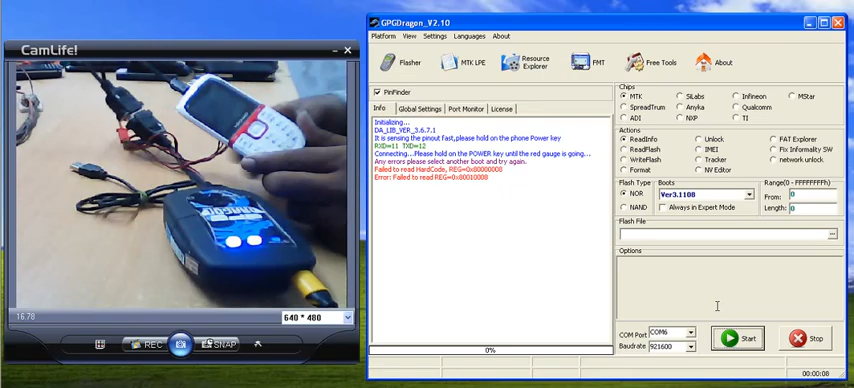 CamLife!
16.78
640 * 480
REC
SNAP
GPGDragon_V2.10
Platform View Settings Languages About
Flasher
MTK LPE
Resource Explorer
FMT
Free Tools
About
PinFinder
Info Global Settings Port Monitor License
Initializing...
DA_LIB_VER_3.6.7.1
It is sensing the pinout fast,please hold on the phone Power key
RXD=11 TXD=12
Connecting...Please hold on the POWER key until the red gauge is going...
Any errors please select another boot and try again.
Failed to read HardCode, REG=0x80000008
Error: Failed to read REG=0x80010008
0%
Chips
MTK SiLabs Infineon MStar
SpreadTrum Anyka Qualcomm
ADI NXP TI
Actions
ReadInfo Unlock FAT Explorer
ReadFlash IMEI Fix Informality SW
WriteFlash Tracker network unlock
Format NV Editor
Flash Type
NOR
NAND
Boots
Ver3.1108
Always in Expert Mode
Range(0 - FFFFFFFFh)
From: 0
Length: 0
Flash File
...
Options
COM Port COM6
Baudrate 921600
Start
Stop
00:00:08